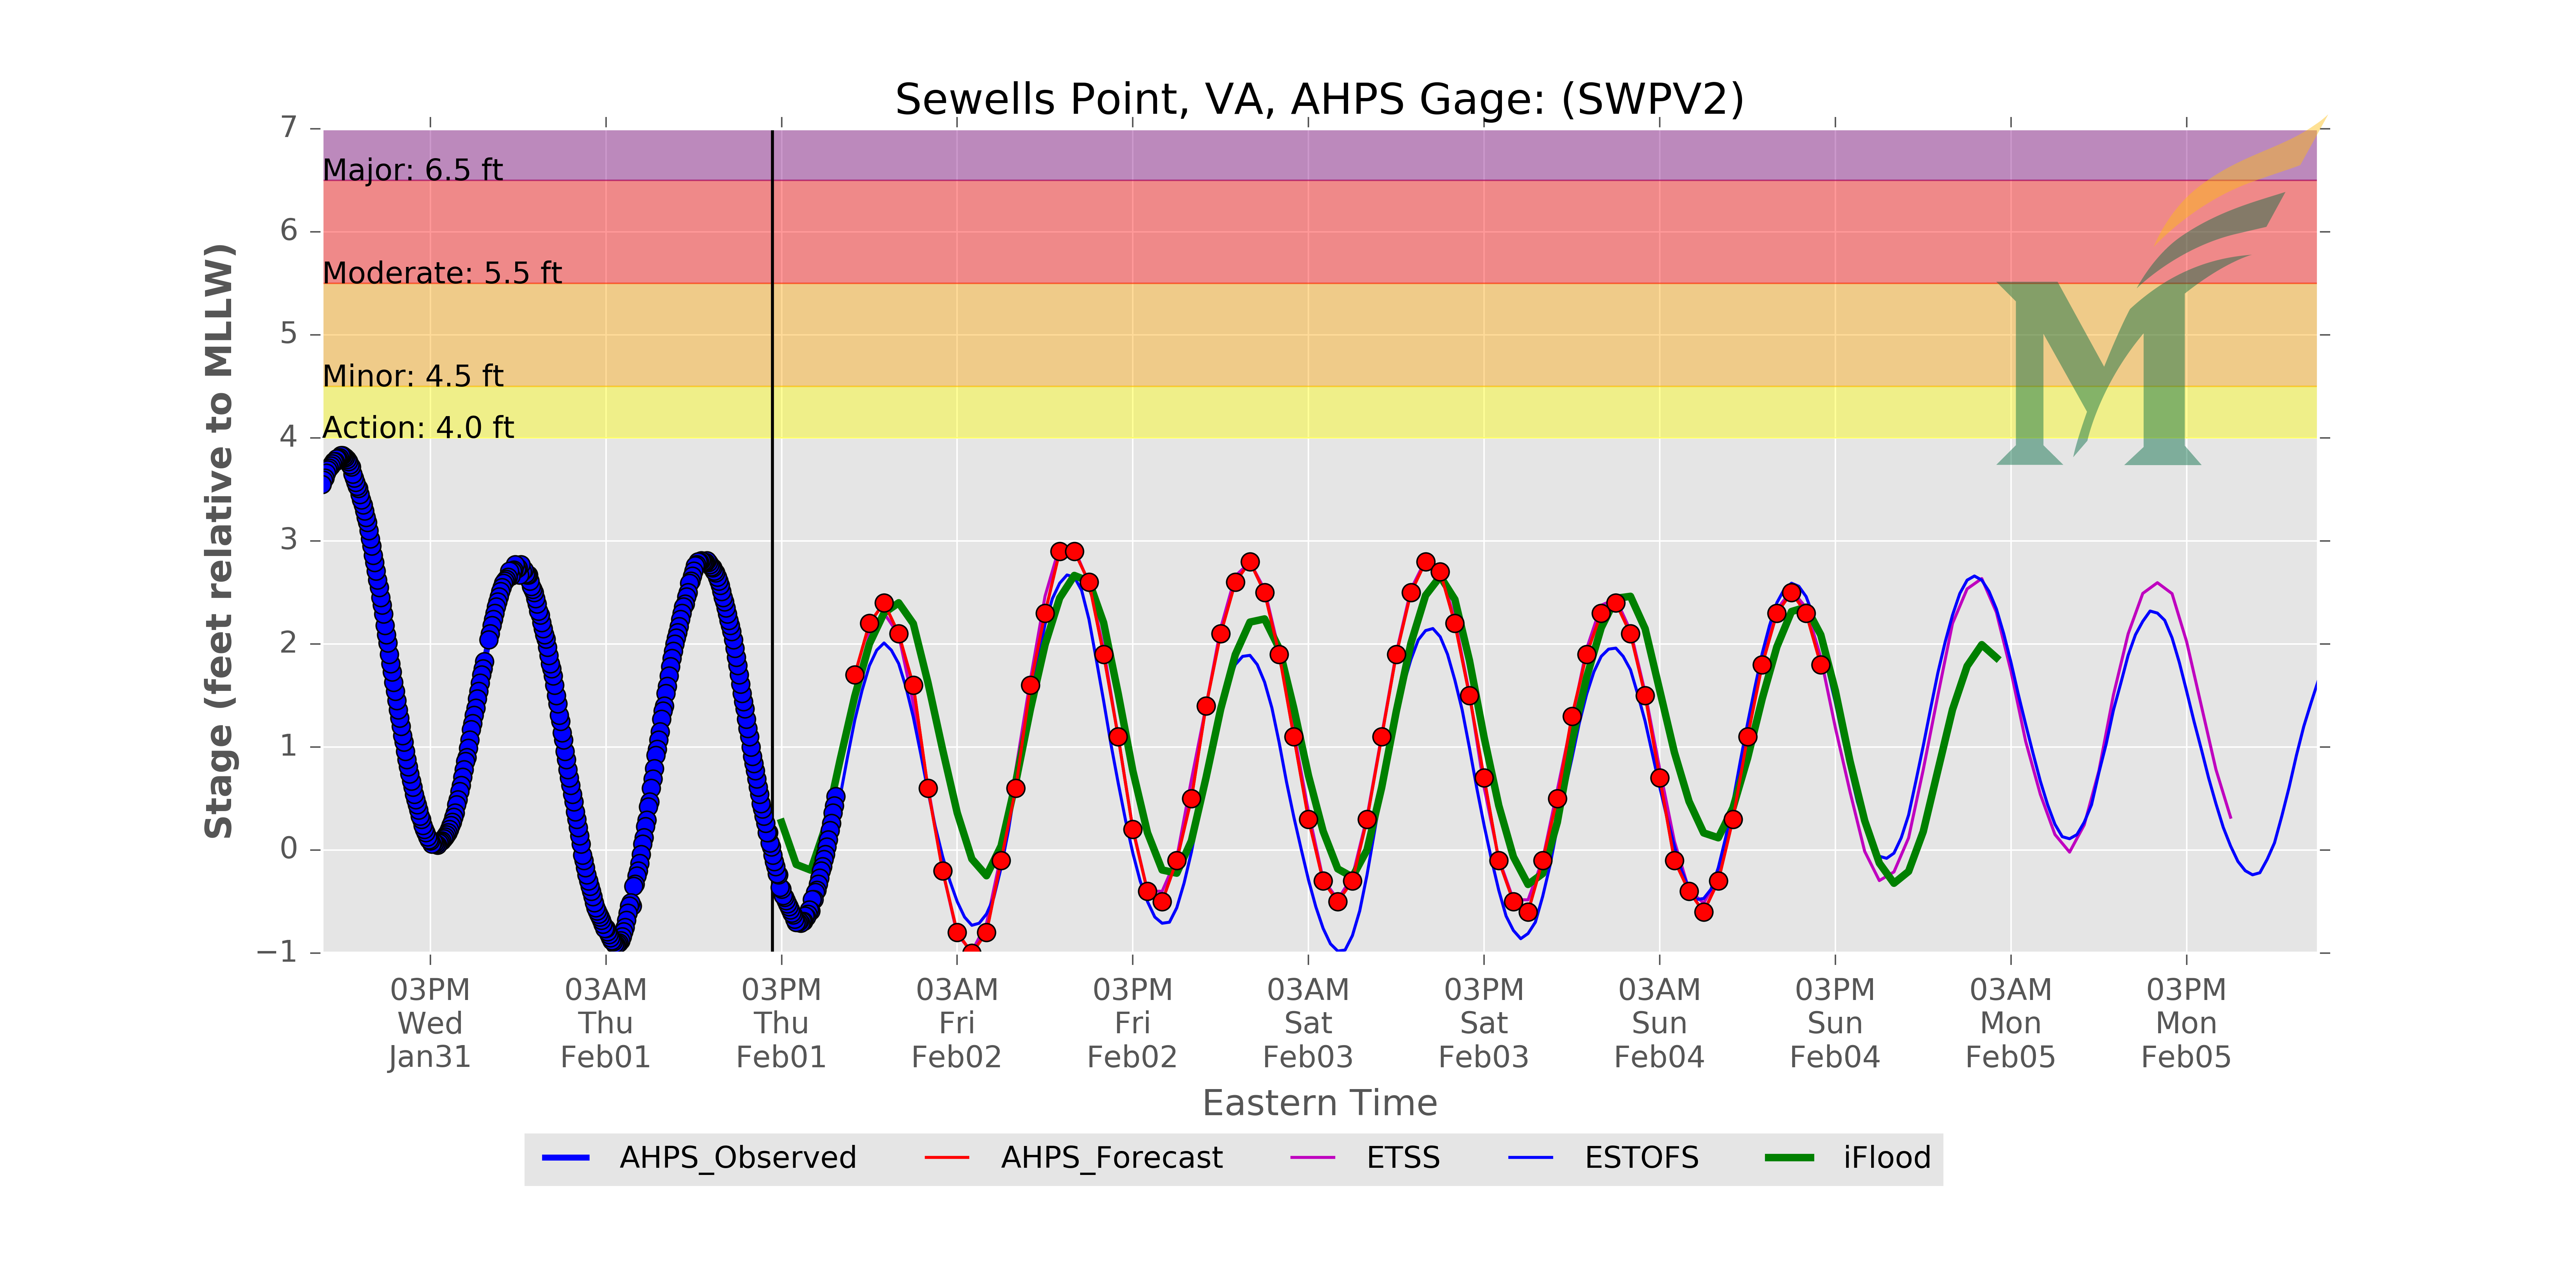 Sewells Point, VA, AHPS Gage: (SWPV2)
7
Major: 6.5 ft
6
Moderate: 5.5 ft
5
Minor: 4.5 ft
Action: 4.0 ft
4
3
2
1
0
−1
Stage (feet relative to MLLW)
03PM 03AM 03PM 03AM 03PM 03AM 03PM 03AM 03PM 03AM 03PM
Wed Thu Thu Fri Fri Sat Sat Sun Sun Mon Mon
Jan31 Feb01 Feb01 Feb02 Feb02 Feb03 Feb03 Feb04 Feb04 Feb05 Feb05
Eastern Time
AHPS_Observed AHPS_Forecast ETSS ESTOFS iFlood
M